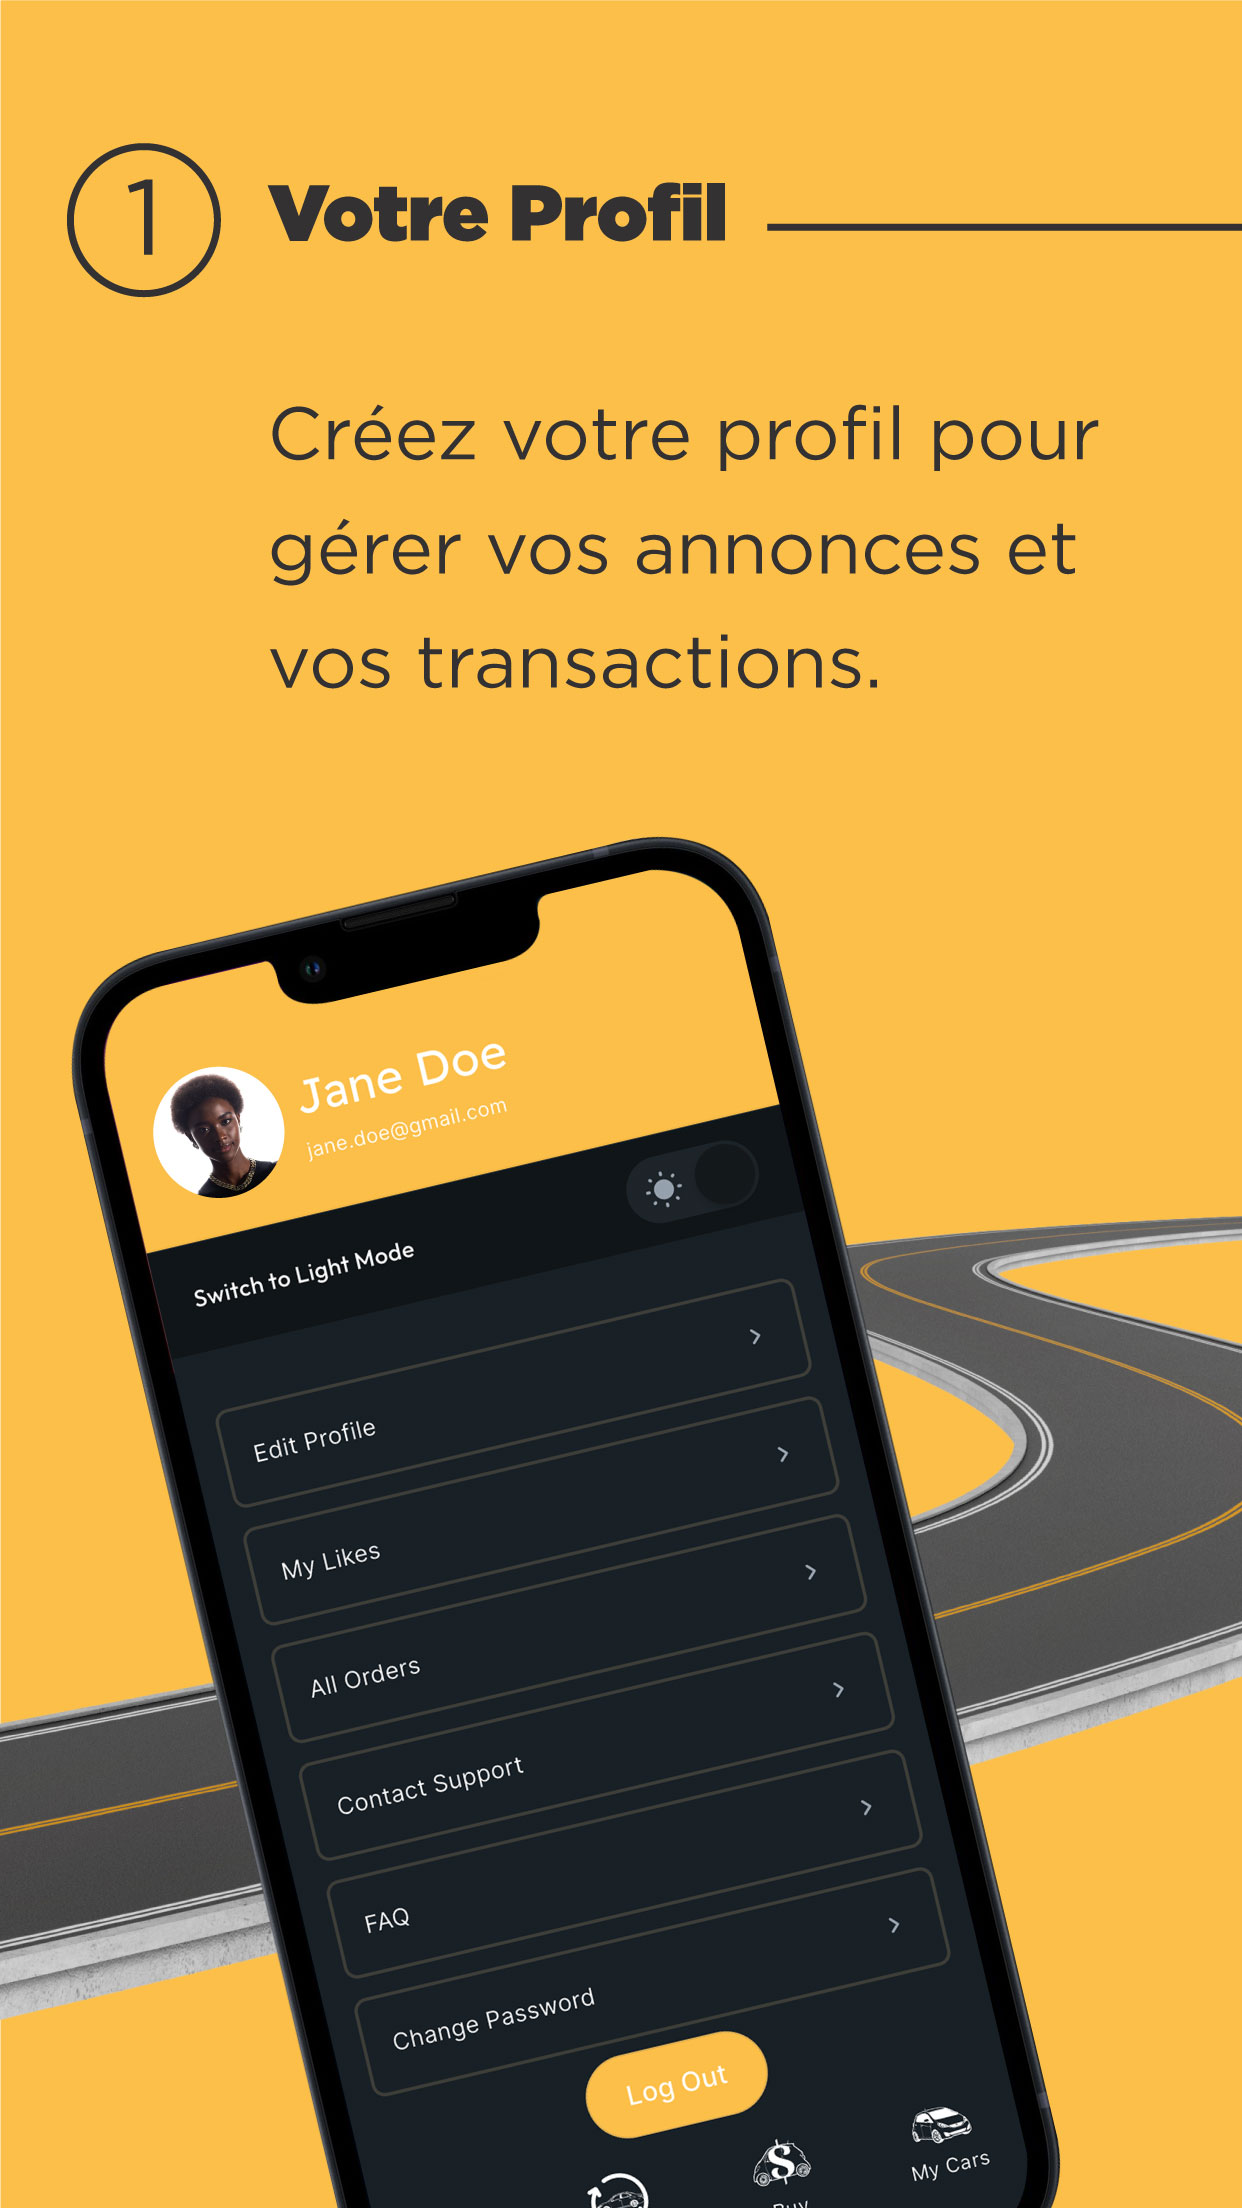 1
Votre Profil
Créez votre profil pour
gérer vos annonces et
vos transactions.
Jane Doe
jane.doe@gmail.com
Switch to Light Mode
Edit Profile
My Likes
All Orders
Contact Support
FAQ
Change Password
Log Out
Buy
My Cars